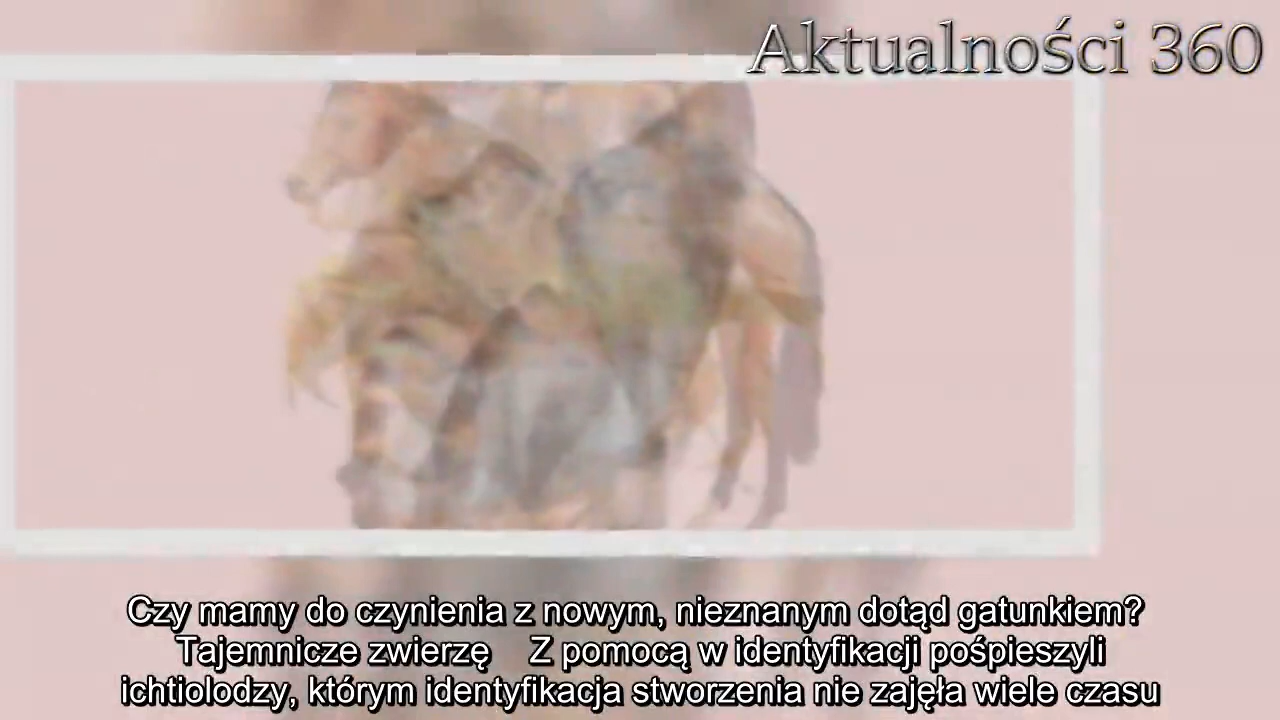 Aktualności 360
Czy mamy do czynienia z nowym, nieznanym dotąd gatunkiem?
Tajemnicze zwierzę Z pomocą w identyfikacji pośpieszyli
ichtiolodzy, którym identyfikacja stworzenia nie zajęła wiele czasu